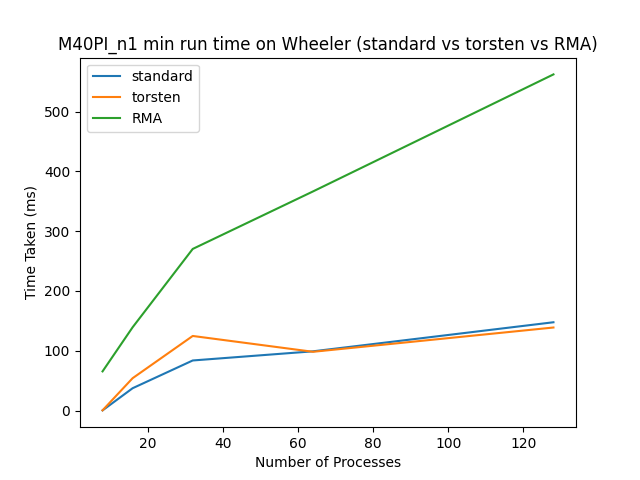 M40PI_n1 min run time on Wheeler (standard vs torsten vs RMA)
standard
torsten
RMA
500
400
300
200
100
0
Time Taken (ms)
20 40 60 80 100 120
Number of Processes